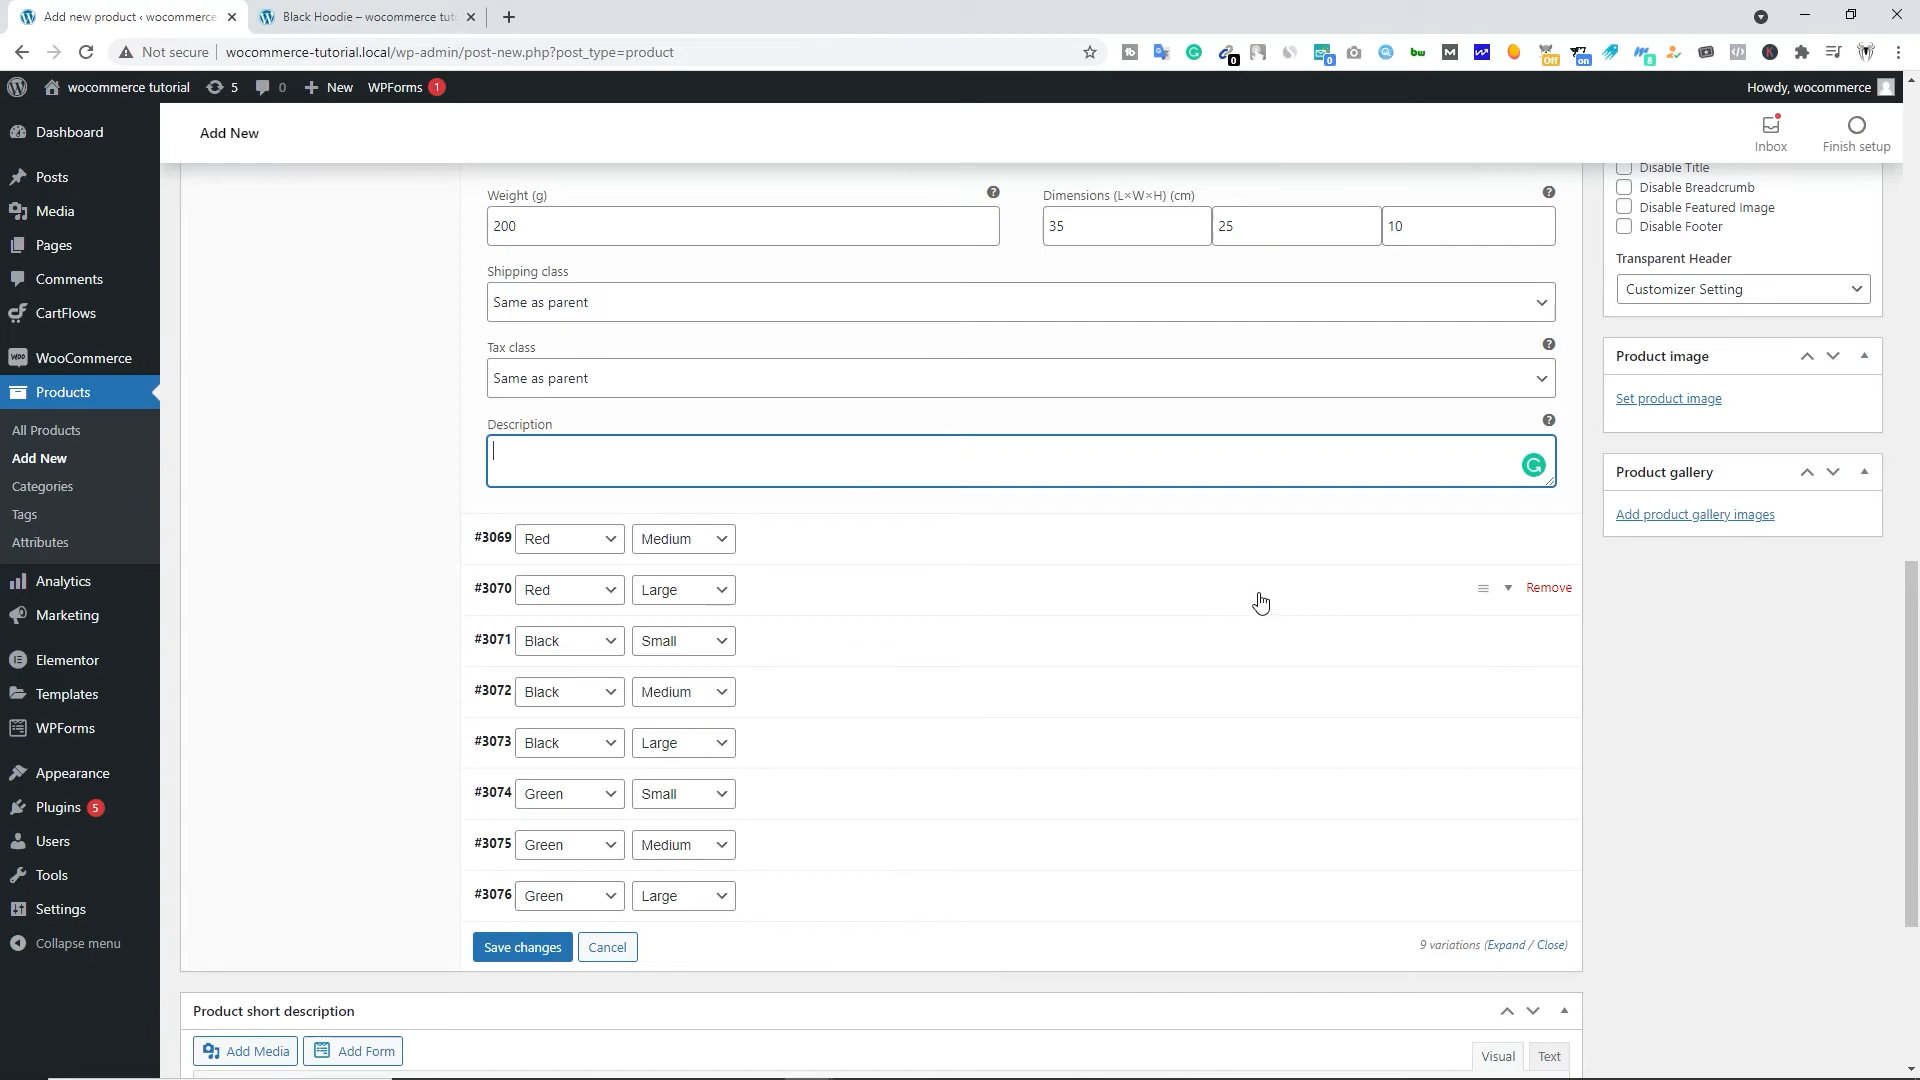 Add new product ‹ wocommerce
Black Hoodie – wocommerce tut
Not secure
wocommerce-tutorial.local/wp-admin/post-new.php?post_type=product
wocommerce tutorial
5
0
New
WPForms
1
Howdy, wocommerce
Add New
Inbox
Finish setup
Dashboard
Posts
Media
Pages
Comments
CartFlows
WooCommerce
Products
All Products
Add New
Categories
Tags
Attributes
Analytics
Marketing
Elementor
Templates
WPForms
Appearance
Plugins
5
Users
Tools
Settings
Collapse menu
Weight (g)
200
Dimensions (L×W×H) (cm)
35
25
10
Shipping class
Same as parent
Tax class
Same as parent
Description
#3069 Red Medium
#3070 Red Large Remove
#3071 Black Small
#3072 Black Medium
#3073 Black Large
#3074 Green Small
#3075 Green Medium
#3076 Green Large
Save changes
Cancel
9 variations (Expand / Close)
Product short description
Add Media
Add Form
Visual
Text
Disable Title
Disable Breadcrumb
Disable Featured Image
Disable Footer
Transparent Header
Customizer Setting
Product image
Set product image
Product gallery
Add product gallery images